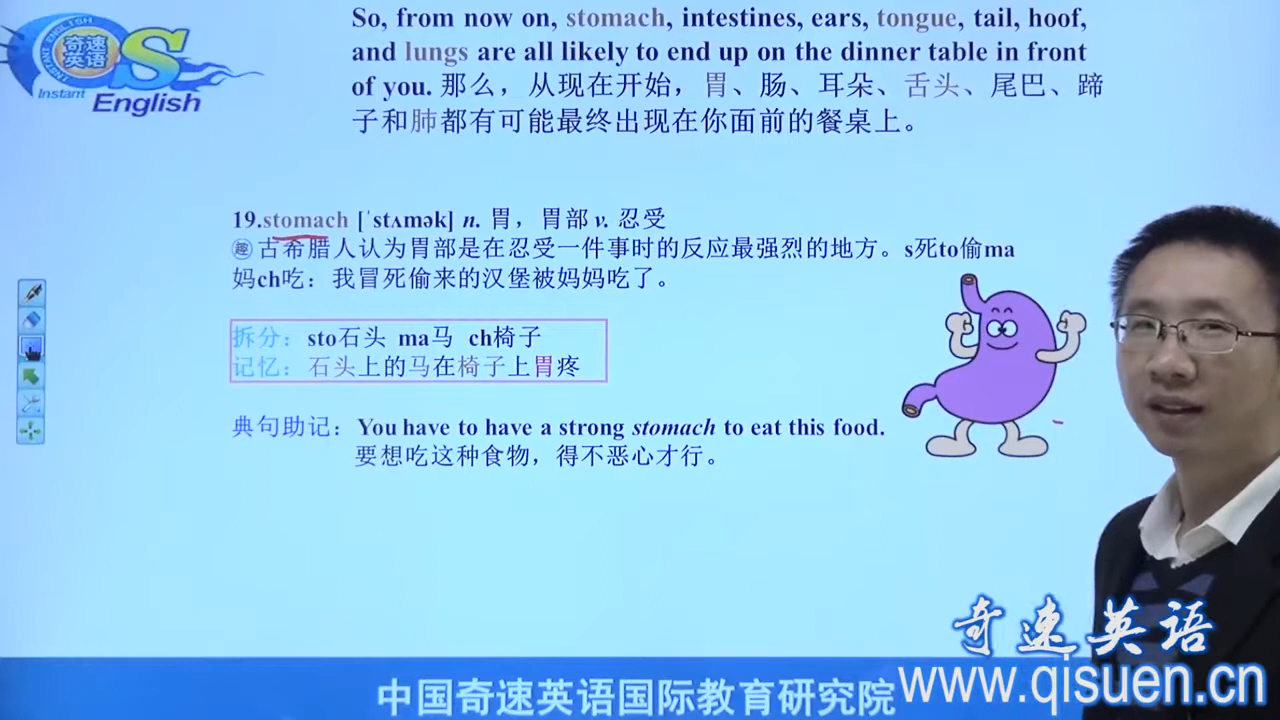 INSTANT ENGLISH
奇速
英语
QS
Instant
English
So, from now on, stomach, intestines, ears, tongue, tail, hoof,
and lungs are all likely to end up on the dinner table in front
of you. 那么，从现在开始，胃、肠、耳朵、舌头、尾巴、蹄
子和肺都有可能最终出现在你面前的餐桌上。
19.stomach [ˈstʌmək] n. 胃，胃部 v. 忍受
趣 古希腊人认为胃部是在忍受一件事时的反应最强烈的地方。s死to偷ma
妈ch吃：我冒死偷来的汉堡被妈妈吃了。
拆分：sto石头 ma马 ch椅子
记忆：石头上的马在椅子上胃疼
典句助记：You have to have a strong stomach to eat this food.
要想吃这种食物，得不恶心才行。
奇速英语
www.qisuen.cn
中国奇速英语国际教育研究院